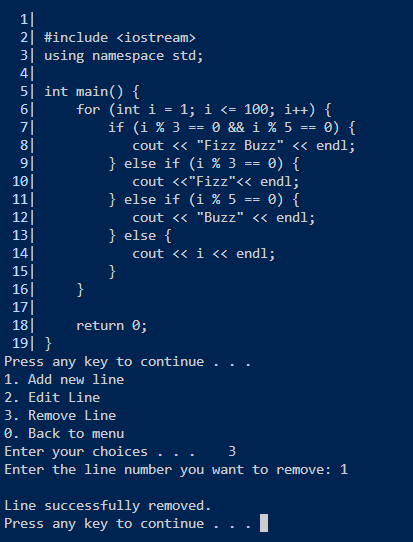 1|
 2| #include <iostream>
 3| using namespace std;
 4|
 5| int main() {
 6|     for (int i = 1; i <= 100; i++) {
 7|         if (i % 3 == 0 && i % 5 == 0) {
 8|            cout << "Fizz Buzz" << endl;
 9|         } else if (i % 3 == 0) {
10|            cout <<"Fizz"<< endl;
11|         } else if (i % 5 == 0) {
12|            cout << "Buzz" << endl;
13|         } else {
14|            cout << i << endl;
15|         }
16|     }
17|
18|     return 0;
19| }
Press any key to continue . . .
1. Add new line
2. Edit Line
3. Remove Line
0. Back to menu
Enter your choices . . .    3
Enter the line number you want to remove: 1

Line successfully removed.
Press any key to continue . . .